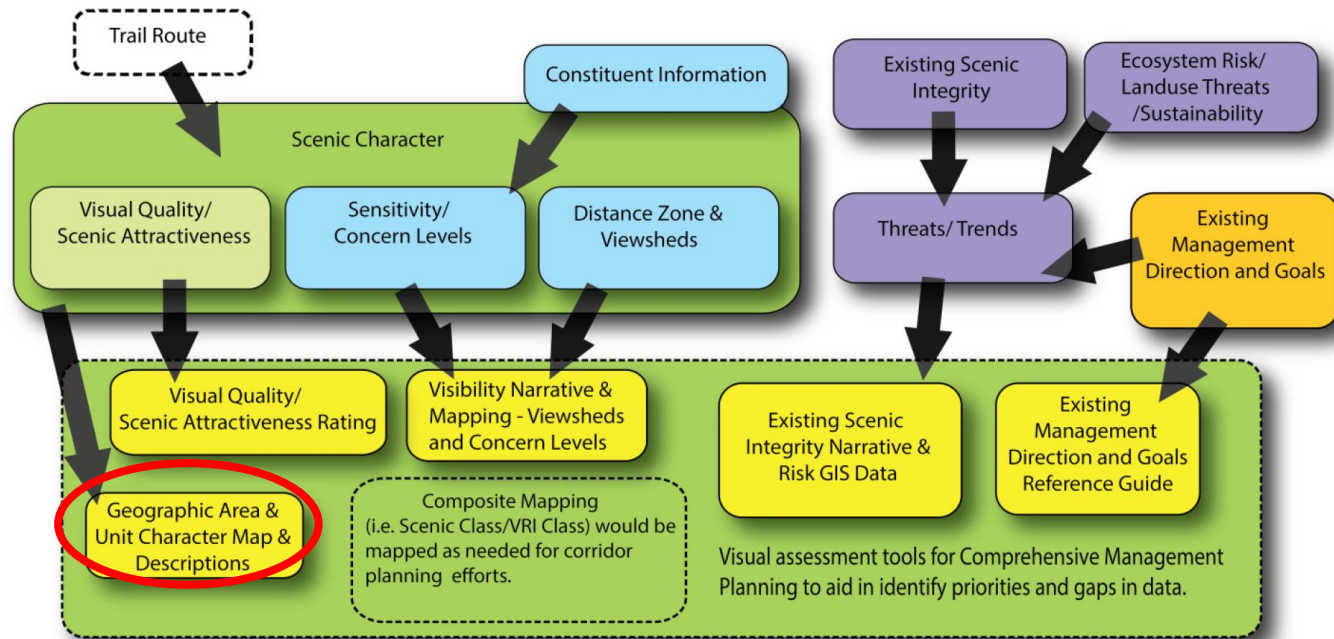 Trail Route
Constituent Information
Existing Scenic
Integrity
Ecosystem Risk/
Landuse Threats
/Sustainability
Scenic Character
Visual Quality/
Scenic Attractiveness
Sensitivity/
Concern Levels
Distance Zone &
Viewsheds
Threats/ Trends
Existing
Management
Direction and Goals
Visual Quality/
Scenic Attractiveness Rating
Visibility Narrative &
Mapping - Viewsheds
and Concern Levels
Existing Scenic
Integrity Narrative &
Risk GIS Data
Existing
Management
Direction and Goals
Reference Guide
Geographic Area &
Unit Character Map &
Descriptions
Composite Mapping
(i.e. Scenic Class/VRI Class) would be
mapped as needed for corridor
planning efforts.
Visual assessment tools for Comprehensive Management
Planning to aid in identify priorities and gaps in data.